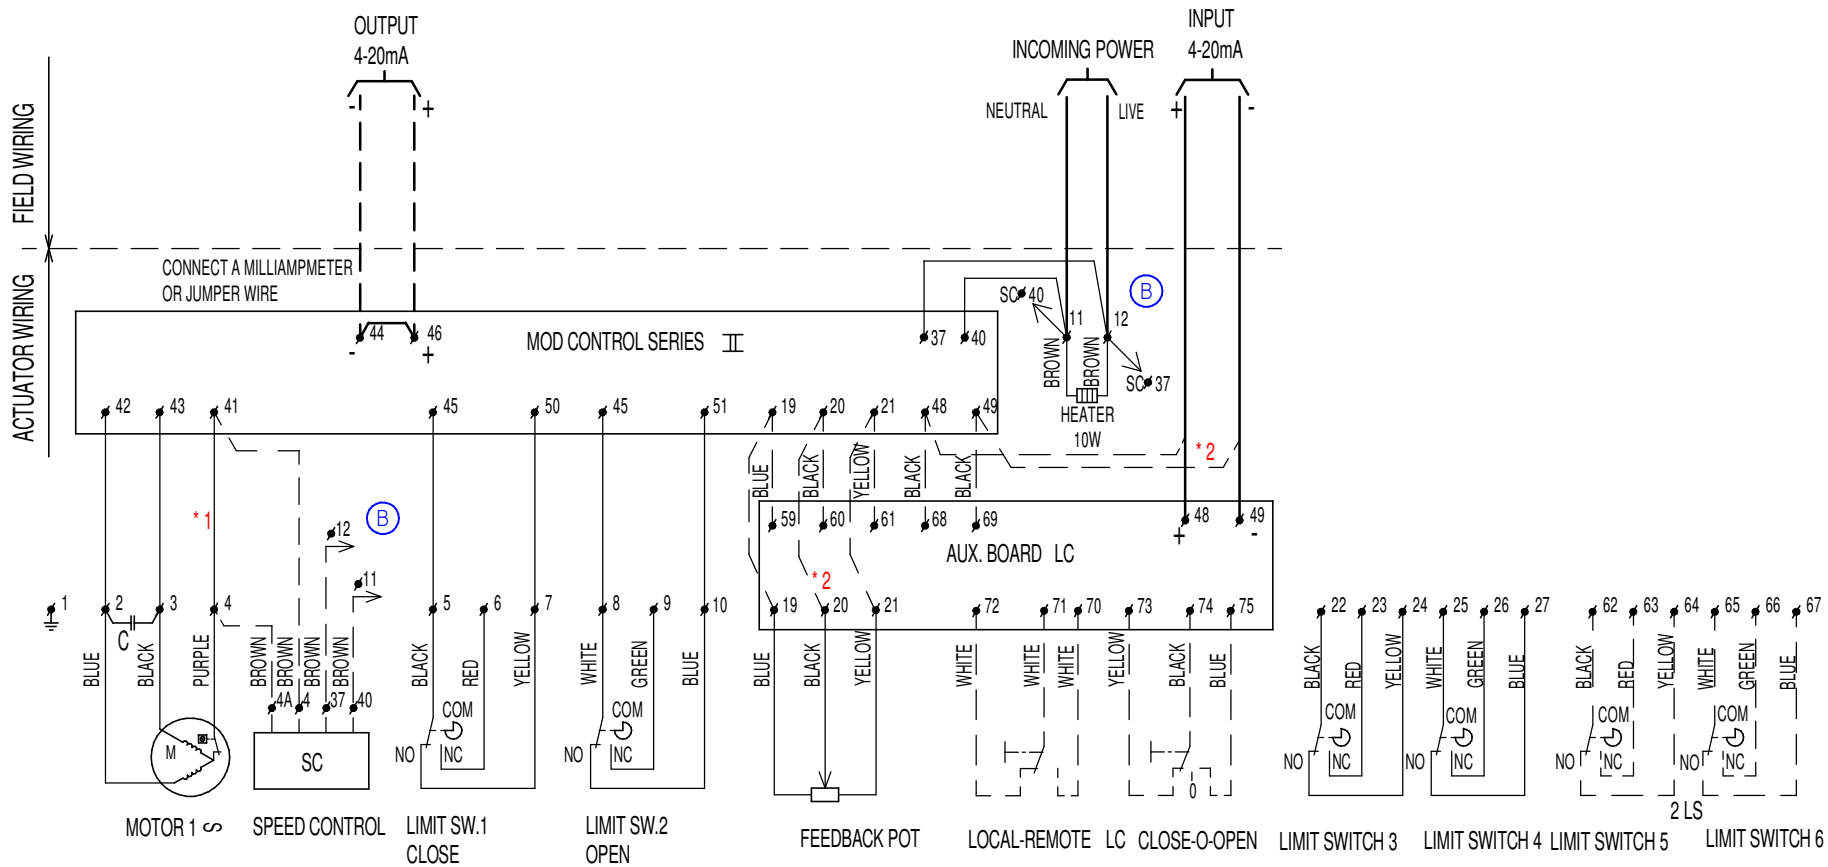 OUTPUT
4-20mA
-
+
INCOMING POWER
INPUT
4-20mA
NEUTRAL
LIVE
+
-
FIELD WIRING
ACTUATOR WIRING
CONNECT A MILLIAMPMETER
OR JUMPER WIRE
44
46
-
+
MOD CONTROL SERIES II
37
40
SC 40
B
11
12
BROWN
BROWN
SC 37
HEATER
10W
42
43
41
45
50
45
51
19
20
21
48
49
* 2
BLUE
BLACK
YELLOW
BLACK
BLACK
* 1
12
B
11
59
60
61
68
69
48
49
+
-
AUX. BOARD LC
* 2
1
2
3
4
5
6
7
8
9
10
19
20
21
72
71
70
73
74
75
22
23
24
25
26
27
62
63
64
65
66
67
C
BLUE
BLACK
PURPLE
BROWN
BROWN
BROWN
BROWN
BLACK
RED
YELLOW
WHITE
GREEN
BLUE
BLUE
BLACK
YELLOW
WHITE
WHITE
WHITE
YELLOW
BLACK
BLUE
BLACK
RED
YELLOW
WHITE
GREEN
BLUE
BLACK
RED
YELLOW
WHITE
GREEN
BLUE
4A
4
37
40
M
SC
COM
NO
NC
COM
NO
NC
0
COM
NO
NC
COM
NO
NC
COM
NO
NC
COM
NO
NC
2 LS
MOTOR 1 S
SPEED CONTROL
LIMIT SW.1
CLOSE
LIMIT SW.2
OPEN
FEEDBACK POT
LOCAL-REMOTE LC CLOSE-O-OPEN
LIMIT SWITCH 3
LIMIT SWITCH 4
LIMIT SWITCH 5
LIMIT SWITCH 6